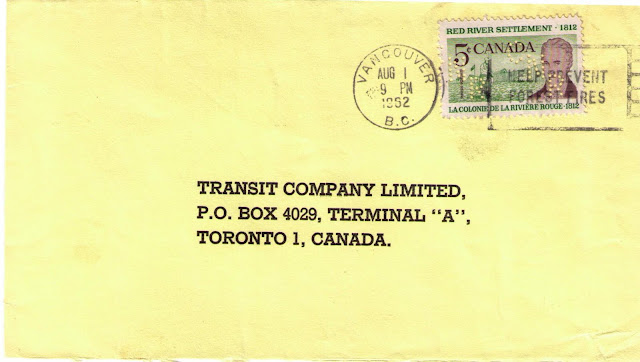 RED RIVER SETTLEMENT · 1812
5¢ CANADA
LA COLONIE DE LA RIVIÈRE ROUGE · 1812
VANCOUVER
AUG 1
9 PM
1952
B.C.
HELP PREVENT
FOREST FIRES
TRANSIT COMPANY LIMITED,
P.O. BOX 4029, TERMINAL “A”,
TORONTO 1, CANADA.